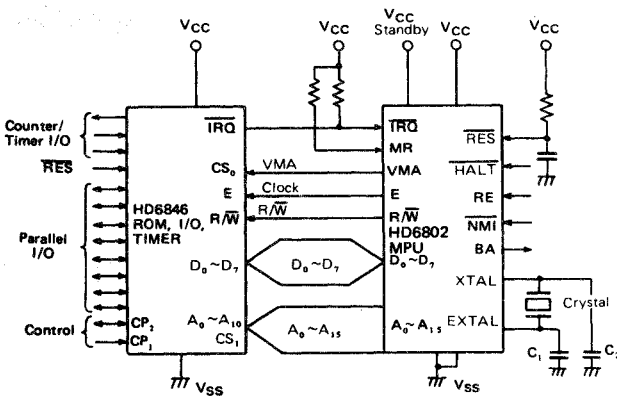 VCC
VCC
VCC
Standby
VCC
VCC
Counter/
Timer I/O
RES
Parallel
I/O
Control
IRQ
CS0
E
HD6846
ROM, I/O,
TIMER
R/W
D0~D7
A0~A10
CS1
CP2
CP1
VSS
VMA
Clock
R/W
D0~D7
A0~A15
IRQ
MR
VMA
E
R/W
HD6802
MPU
D0~D7
A0~A15
VSS
RES
HALT
RE
NMI
BA
XTAL
EXTAL
Crystal
C1